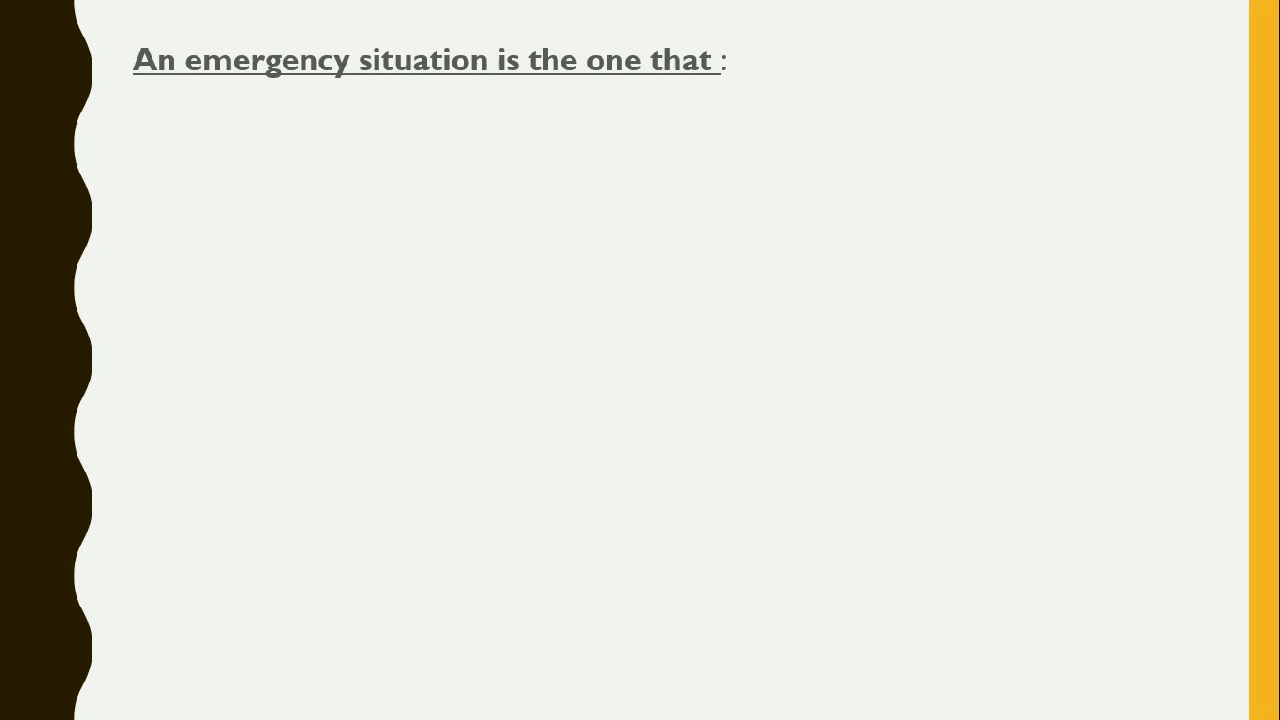 An emergency situation is the one that :